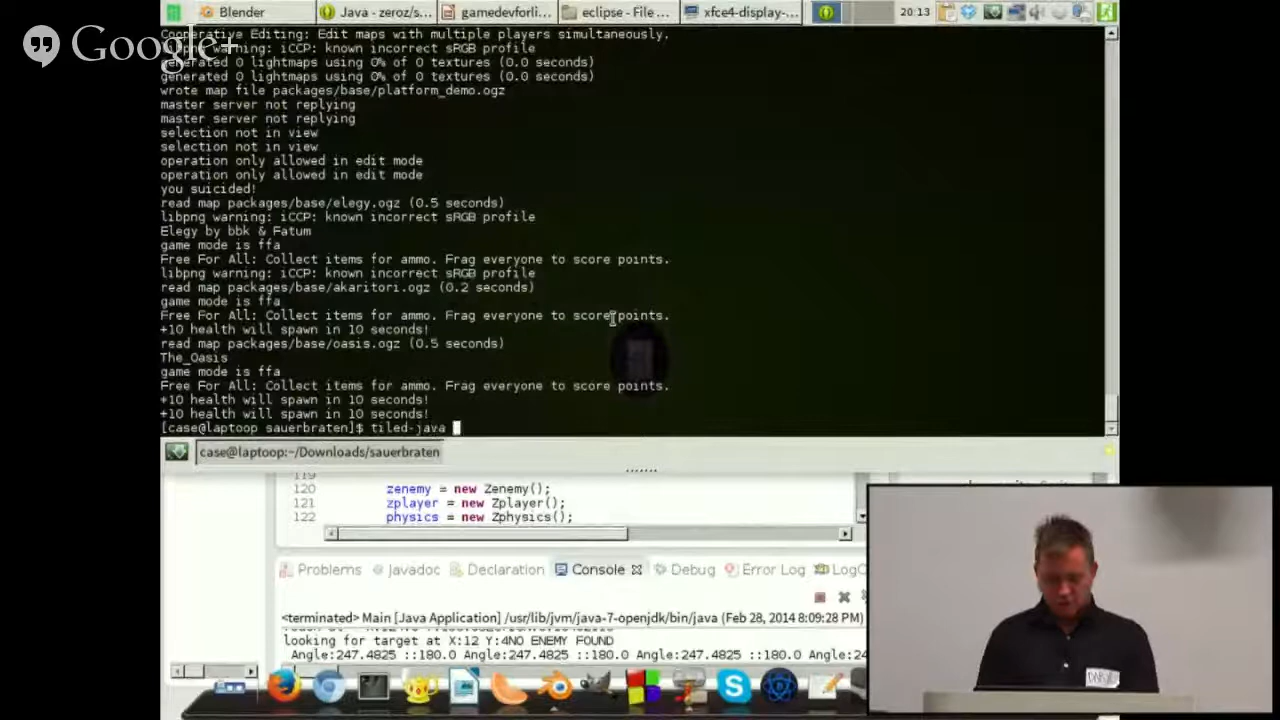 Google+
Blender
Java - zeroz/s...
gamedevforli...
eclipse - File ...
xfce4-display-...
20:13
Cooperative Editing: Edit maps with multiple players simultaneously.
warning: iCCP: known incorrect sRGB profile
generated 0 lightmaps using 0% of 0 textures (0.0 seconds)
generated 0 lightmaps using 0% of 0 textures (0.0 seconds)
wrote map file packages/base/platform_demo.ogz
master server not replying
master server not replying
selection not in view
selection not in view
operation only allowed in edit mode
operation only allowed in edit mode
you suicided!
read map packages/base/elegy.ogz (0.5 seconds)
libpng warning: iCCP: known incorrect sRGB profile
Elegy by bbk & Fatum
game mode is ffa
Free For All: Collect items for ammo. Frag everyone to score points.
libpng warning: iCCP: known incorrect sRGB profile
read map packages/base/akaritori.ogz (0.2 seconds)
game mode is ffa
Free For All: Collect items for ammo. Frag everyone to score points.
+10 health will spawn in 10 seconds!
read map packages/base/oasis.ogz (0.5 seconds)
The_Oasis
game mode is ffa
Free For All: Collect items for ammo. Frag everyone to score points.
+10 health will spawn in 10 seconds!
+10 health will spawn in 10 seconds!
[case@laptoop sauerbraten]$ tiled-java
case@laptoop:~/Downloads/sauerbraten
119
120 zenemy = new Zenemy();
121 zplayer = new Zplayer();
122 physics = new Zphysics();
Problems
Javadoc
Declaration
Console
Debug
Error Log
LogC
<terminated> Main [Java Application] /usr/lib/jvm/java-7-openjdk/bin/java (Feb 28, 2014 8:09:28 PM)
looking for target at X:12 Y:4NO ENEMY FOUND
Angle:247.4825 ::180.0 Angle:247.4825 ::180.0 Angle:247.4825 ::180.0 Angle:24